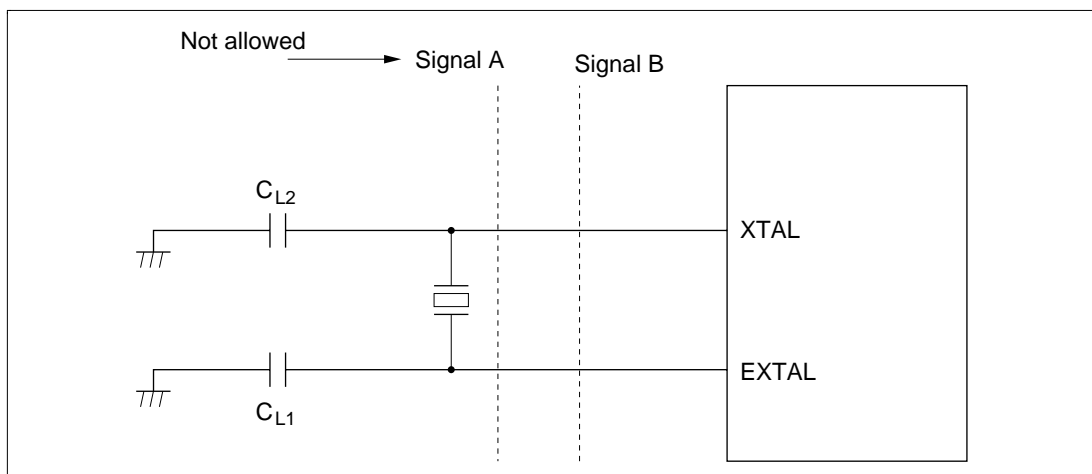 Not allowed
Signal A
Signal B
CL2
XTAL
EXTAL
CL1